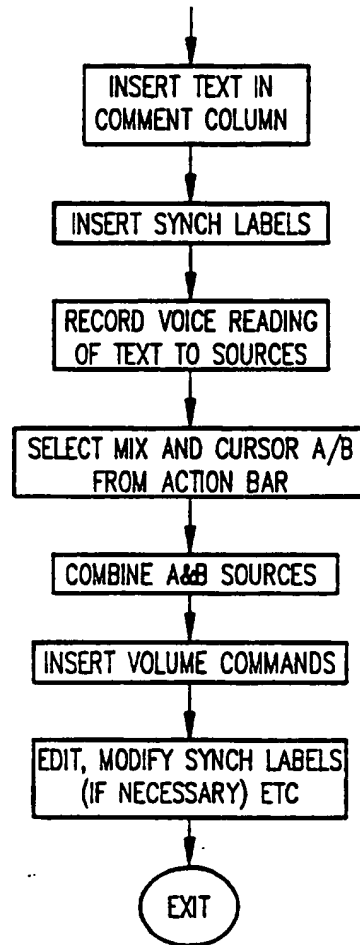 INSERT TEXT IN
COMMENT COLUMN
INSERT SYNCH LABELS
RECORD VOICE READING
OF TEXT TO SOURCES
SELECT MIX AND CURSOR A/B
FROM ACTION BAR
COMBINE A&B SOURCES
INSERT VOLUME COMMANDS
EDIT, MODIFY SYNCH LABELS
(IF NECESSARY) ETC
EXIT